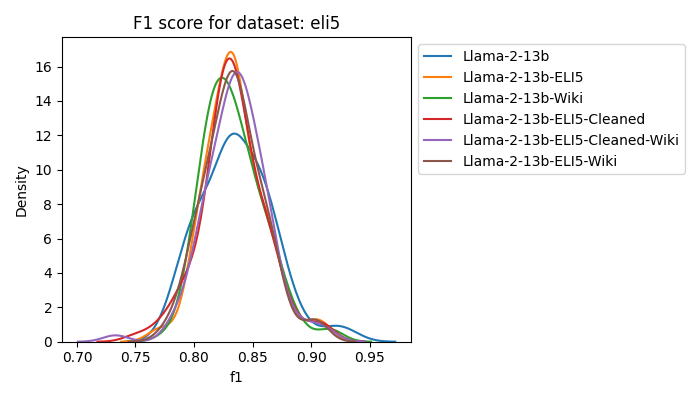 F1 score for dataset: eli5
Density
16
14
12
10
8
6
4
2
0
0.70 0.75 0.80 0.85 0.90 0.95
f1
Llama-2-13b
Llama-2-13b-ELI5
Llama-2-13b-Wiki
Llama-2-13b-ELI5-Cleaned
Llama-2-13b-ELI5-Cleaned-Wiki
Llama-2-13b-ELI5-Wiki